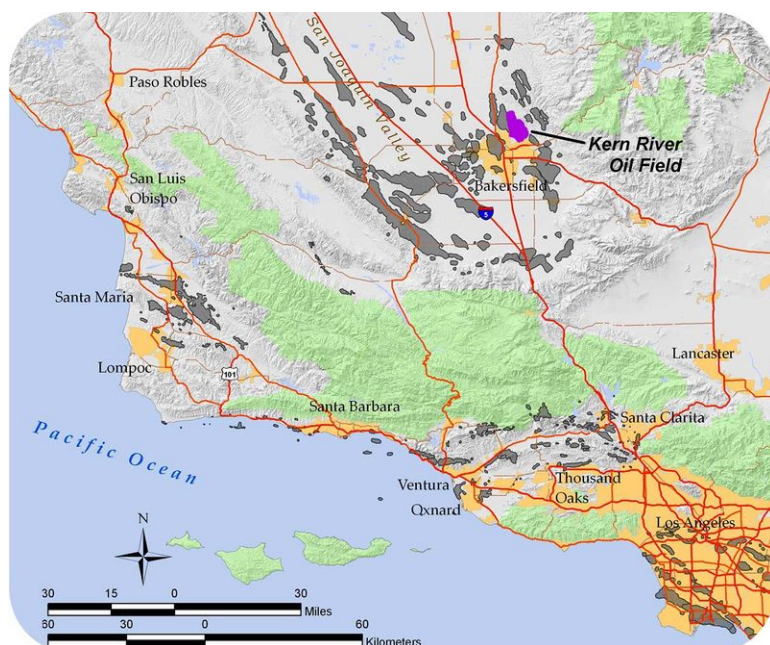 San Joaquin Valley
Paso Robles
Kern River
Oil Field
Bakersfield
5
San Luis
Obispo
Santa Maria
Lompoc
101
Lancaster
Santa Barbara
Santa Clarita
Pacific Ocean
Ventura
Thousand
Oaks
Qxnard
Los Angeles
N
30 15 0 30
Miles
60 30 0 60
Kilometers